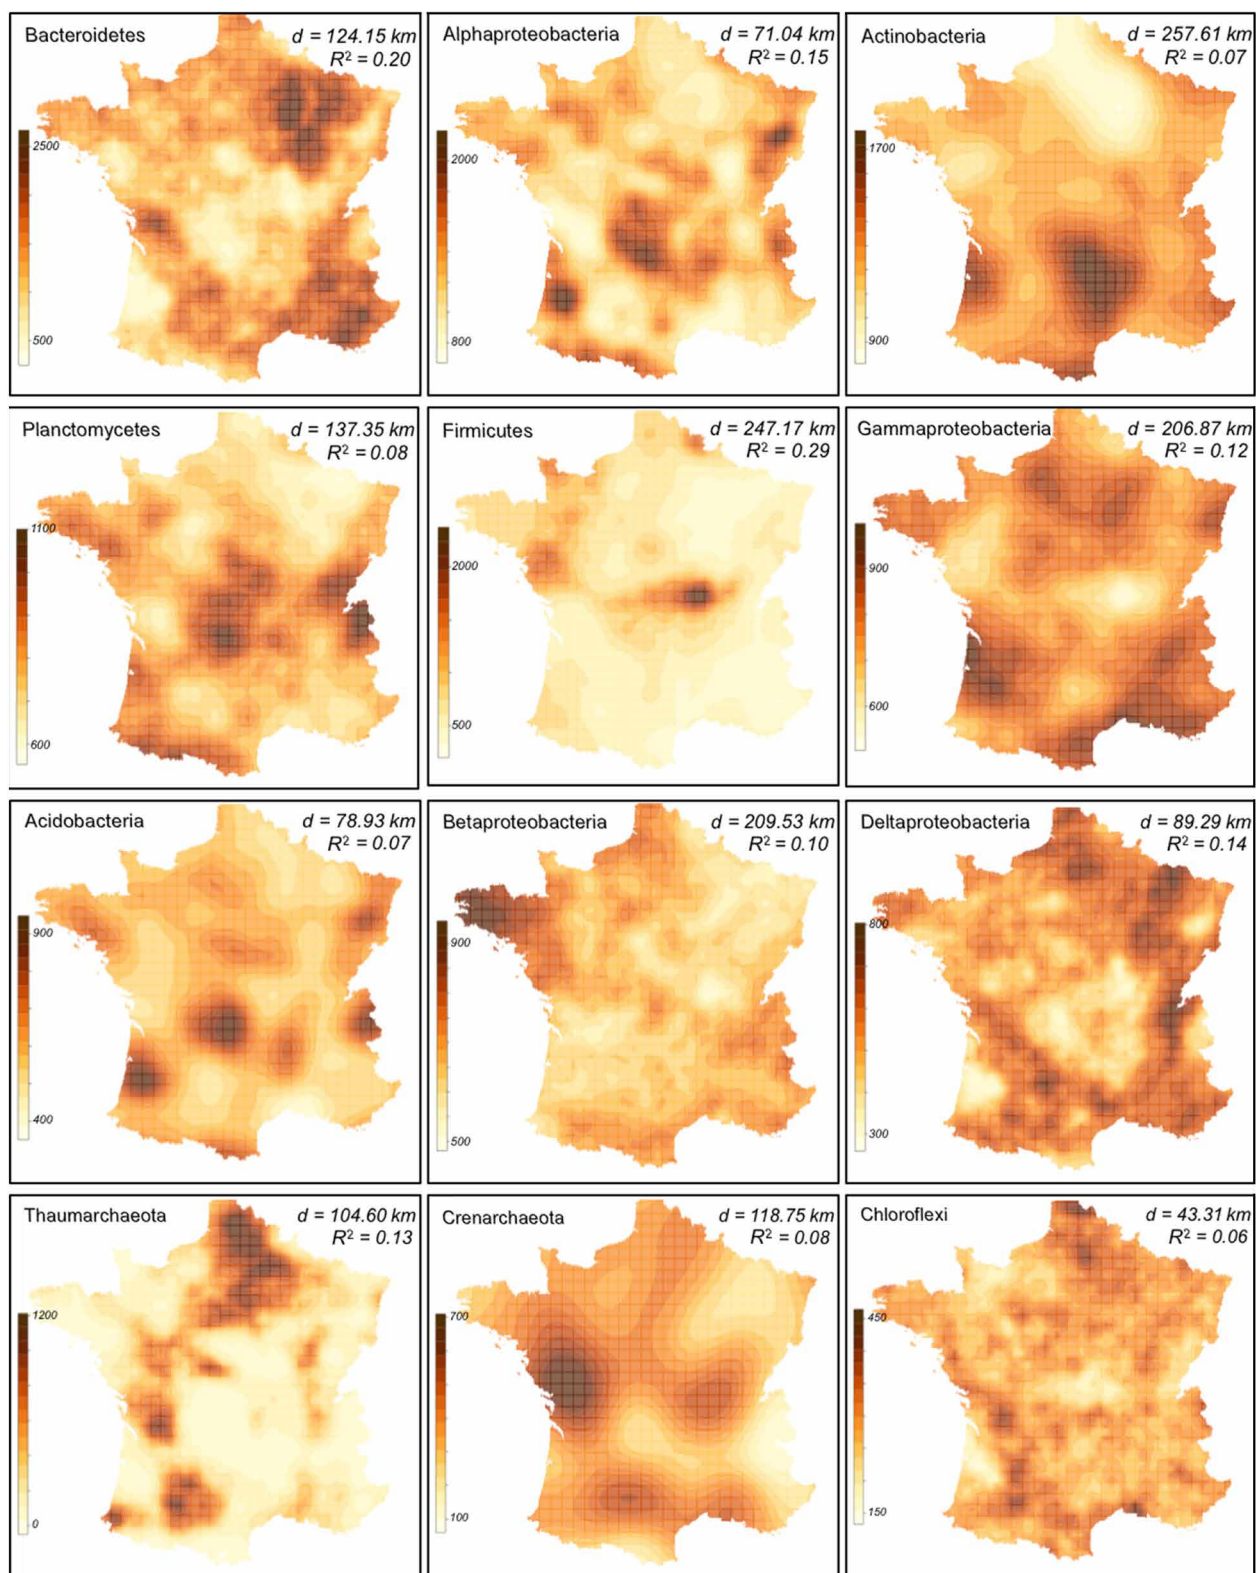 Bacteroidetes
d = 124.15 km
R² = 0.20
2500
500
Alphaproteobacteria
d = 71.04 km
R² = 0.15
2000
800
Actinobacteria
d = 257.61 km
R² = 0.07
1700
900
Planctomycetes
d = 137.35 km
R² = 0.08
1100
600
Firmicutes
d = 247.17 km
R² = 0.29
2000
500
Gammaproteobacteria
d = 206.87 km
R² = 0.12
900
600
Acidobacteria
d = 78.93 km
R² = 0.07
900
400
Betaproteobacteria
d = 209.53 km
R² = 0.10
900
500
Deltaproteobacteria
d = 89.29 km
R² = 0.14
800
300
Thaumarchaeota
d = 104.60 km
R² = 0.13
1200
0
Crenarchaeota
d = 118.75 km
R² = 0.08
700
100
Chloroflexi
d = 43.31 km
R² = 0.06
450
150